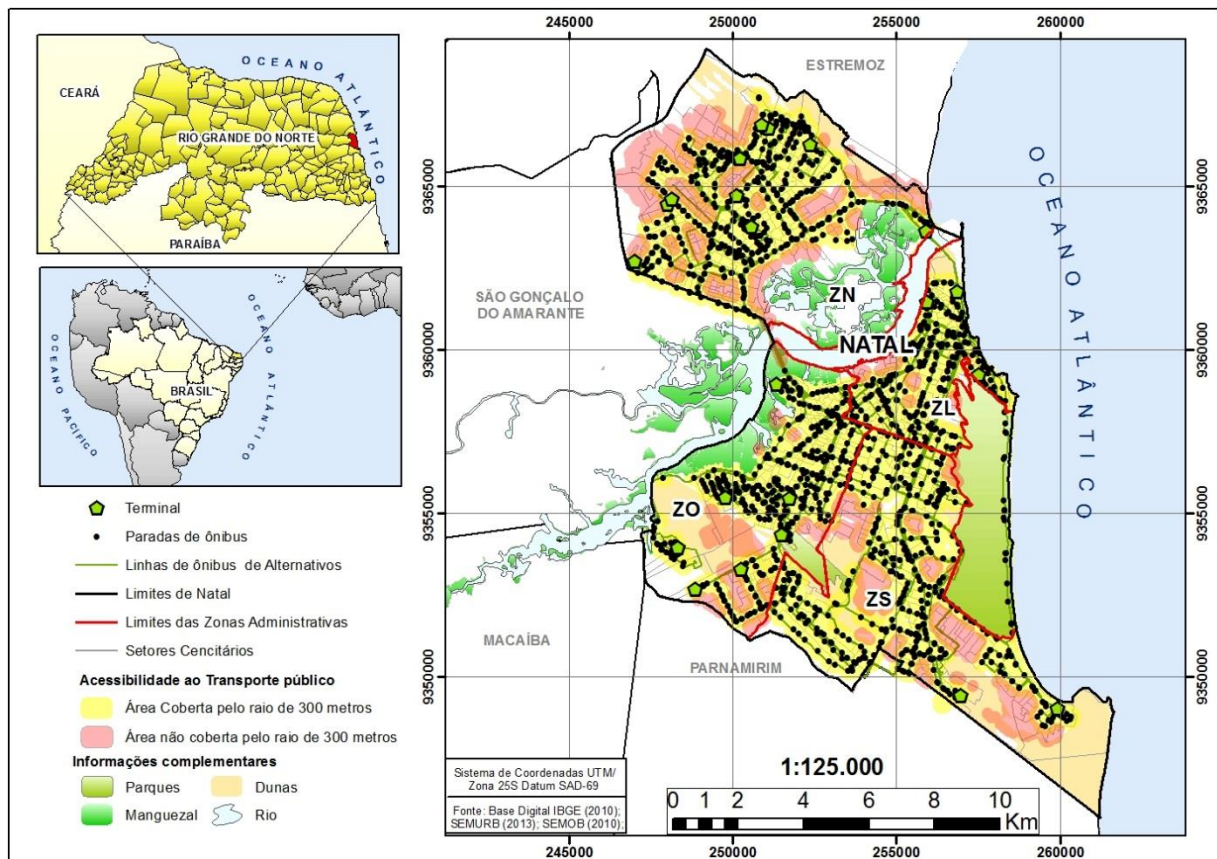 OCEANO ATLÂNTICO
CEARÁ
RIO GRANDE DO NORTE
PARAÍBA
OCEANO PACÍFICO
OCEANO ATLÂNTICO
BRASIL
Terminal
Paradas de ônibus
Linhas de ônibus de Alternativos
Limites de Natal
Limites das Zonas Administrativas
Setores Cencitários
Acessibilidade ao Transporte público
Área Coberta pelo raio de 300 metros
Área não coberta pelo raio de 300 metros
Informações complementares
Parques
Dunas
Manguezal
Rio
245000 250000 255000 260000
ESTREMOZ
9365000
9365000
OCEANO ATLÂNTICO
SÃO GONÇALO
DO AMARANTE
ZN
NATAL
9360000
9360000
ZL
ZO
9355000
9355000
ZS
MACAÍBA
PARNAMIRIM
9350000
9350000
Sistema de Coordenadas UTM/
Zona 25S Datum SAD-69
Fonte: Base Digital IBGE (2010);
SEMURB (2013); SEMOB (2010);
1:125.000
0 1 2 4 6 8 10
Km
245000 250000 255000 260000